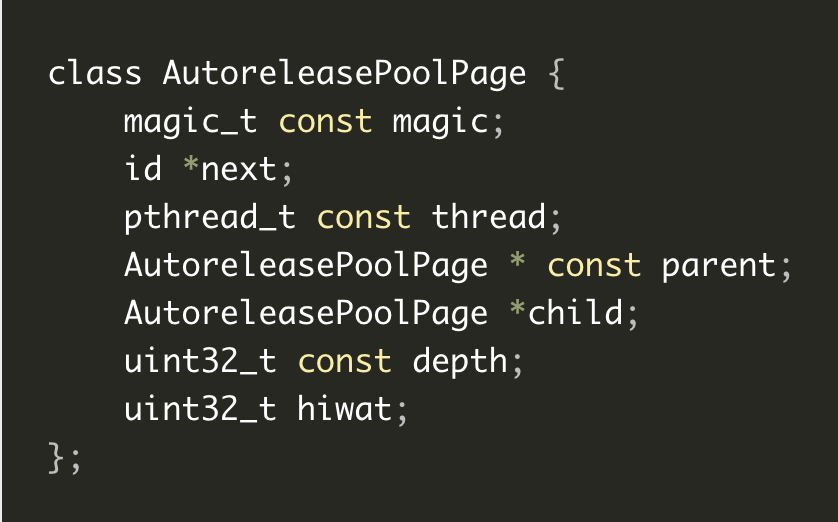 class AutoreleasePoolPage {
    magic_t const magic;
    id *next;
    pthread_t const thread;
    AutoreleasePoolPage * const parent;
    AutoreleasePoolPage *child;
    uint32_t const depth;
    uint32_t hiwat;
};